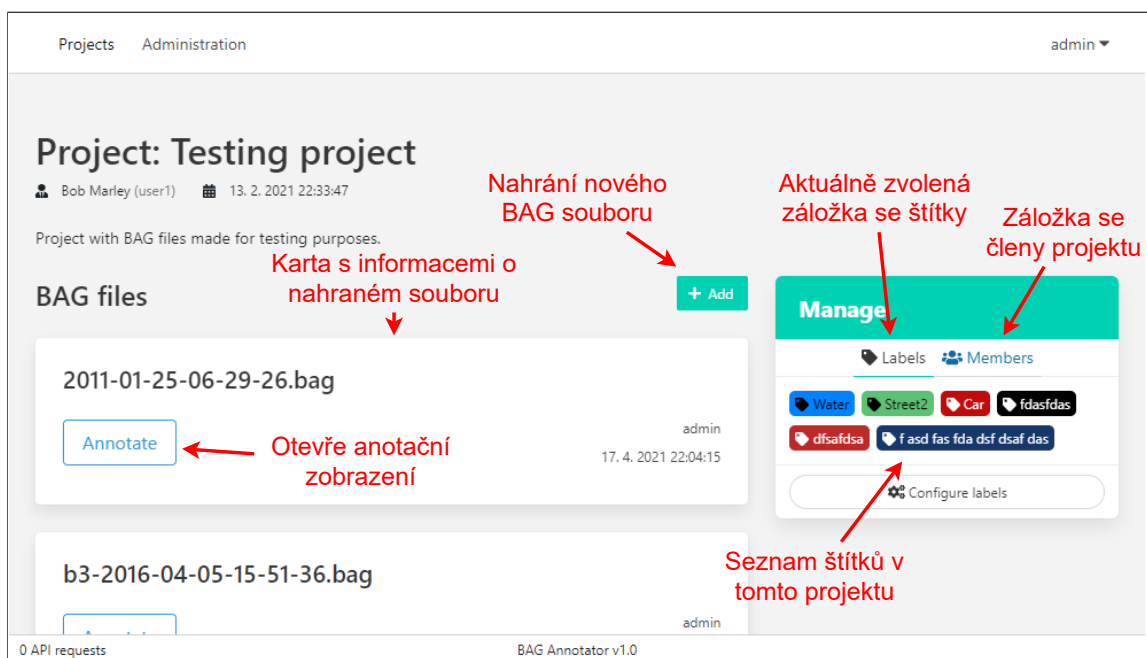 Projects Administration admin
Project: Testing project
Bob Marley (user1) 13. 2. 2021 22:33:47
Project with BAG files made for testing purposes.
Nahrání nového
BAG souboru
Aktuálně zvolená
záložka se štítky
Záložka se
členy projektu
Karta s informacemi o
nahraném souboru
BAG files
+ Add
Manage
Labels Members
Water Street2 Car fdasfdas
dfsafdsa f asd fas fda dsf dsaf das
Configure labels
2011-01-25-06-29-26.bag
Annotate
Otevře anotační
zobrazení
admin
17. 4. 2021 22:04:15
Seznam štítků v
tomto projektu
b3-2016-04-05-15-51-36.bag
admin
0 API requests BAG Annotator v1.0